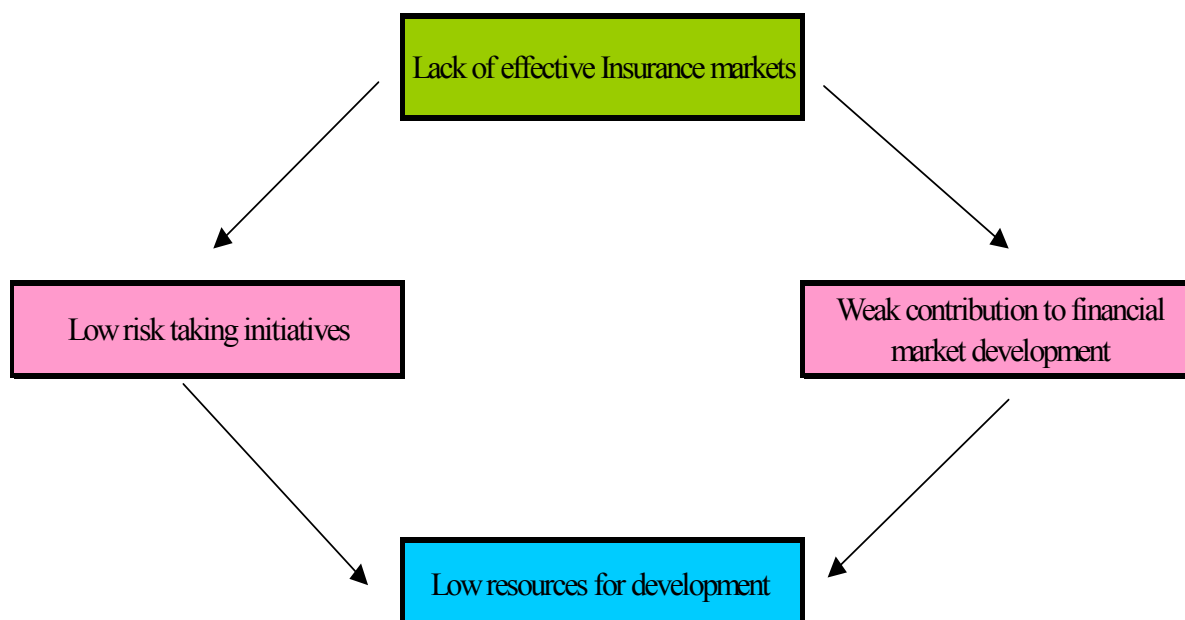 Lack of effective Insurance markets
Low risk taking initiatives
Weak contribution to financial
market development
Low resources for development